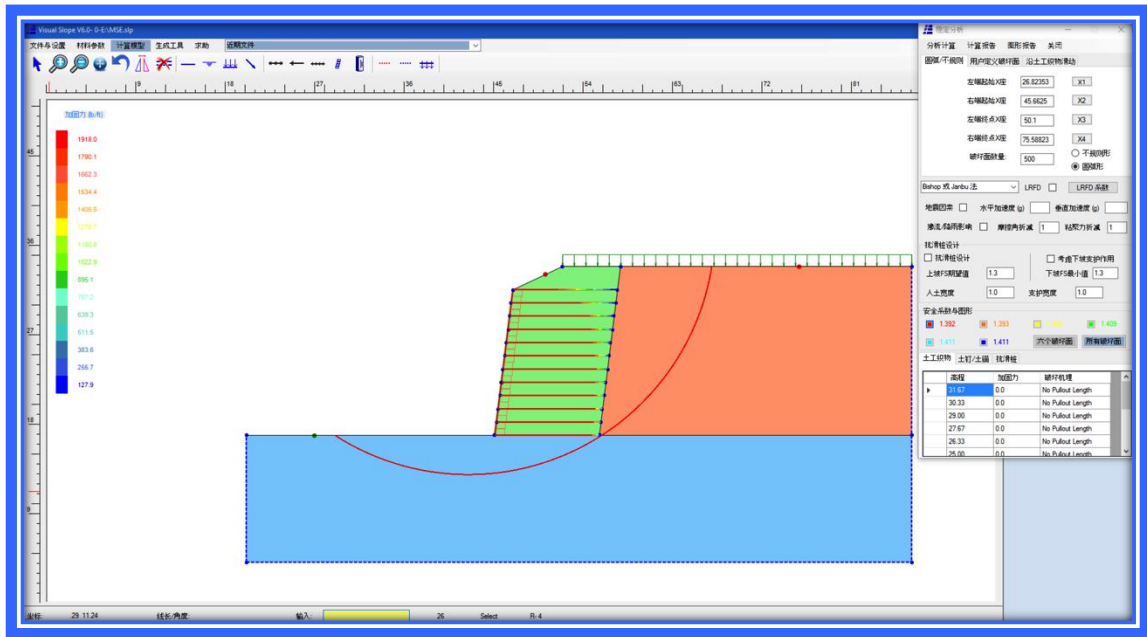 Visual Slope V6.0- 0-E:\MSE.slp
文件与设置 材料参数 计算模型 生成工具 求助 近期文件
9 18 27 36 45 54 63 72 81
45
36
27
18
9
加固力 (lb/ft):
1918.0
1790.1
1662.3
1534.4
1406.5
1022.9
895.1
767.2
639.3
511.5
383.6
127.9
坐标: 29 11.24 线长/角度: 输入: 26 Select R: 4
稳定分析
分析计算 计算报告 图形报告 关闭
圆弧/不规则 用户定义破坏面 沿土工织物滑动
左端起始X座 26.82353 X1
右端起始X座 45.6625 X2
左端终点X座 50.1 X3
右端终点X座 75.58823 X4
破坏面数量: 500 不规则形
圆弧形
Bishop 或 Janbu 法 LRFD LRFD 系数
地震因素 水平加速度 (g) 垂直加速度 (g)
渗流/降雨影响 摩擦角折减 1 粘聚力折减 1
抗滑桩设计
抗滑桩设计 考虑下坡支护作用
上坡FS期望值 1.3 下坡FS最小值 1.3
人土宽度 1.0 支护宽度 1.0
安全系数与图形
1.392 1.393 1.409
1.411 1.411 六个破坏面 所有破坏面
土工织物 土钉/土锚 抗滑桩
高程 加固力 破坏机理
31.67 0.0 No Pullout Length
30.33 0.0 No Pullout Length
29.00 0.0 No Pullout Length
27.67 0.0 No Pullout Length
26.33 0.0 No Pullout Length
25.00 0.0 No Pullout Length